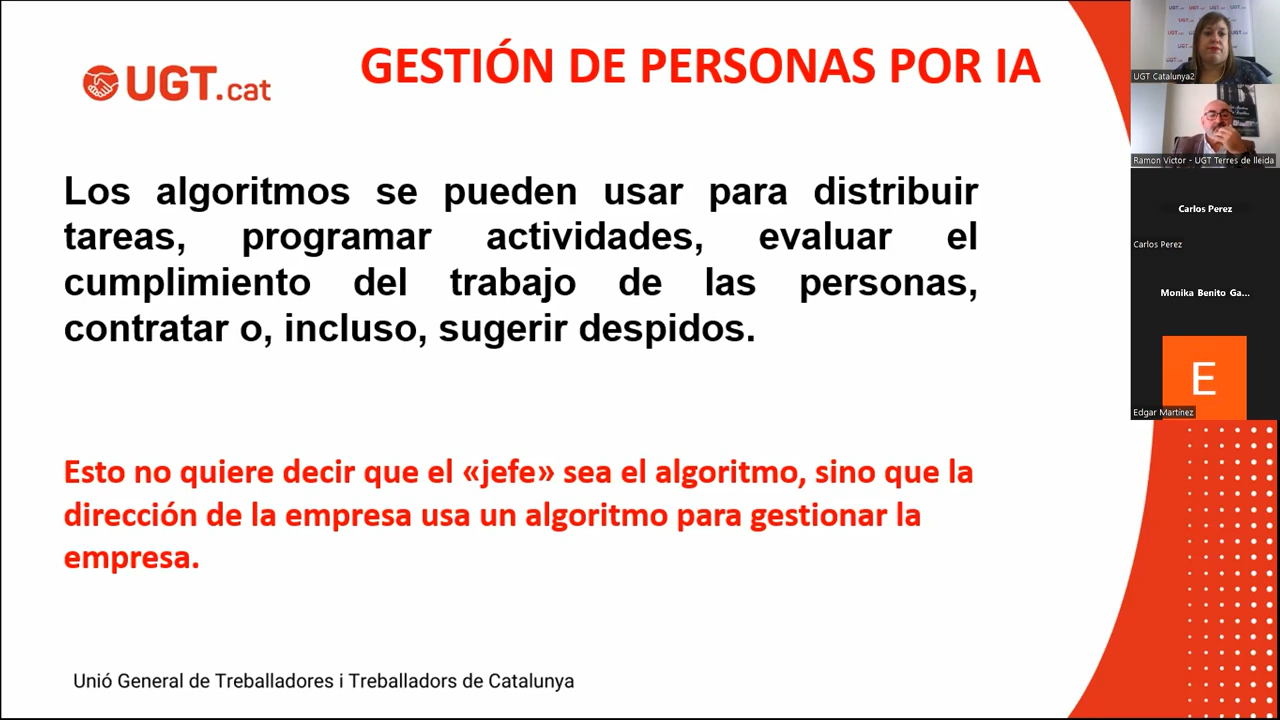 GESTIÓN DE PERSONAS POR IA
UGT.cat
Los algoritmos se pueden usar para distribuir
tareas, programar actividades, evaluar el
cumplimiento del trabajo de las personas,
contratar o, incluso, sugerir despidos.
Esto no quiere decir que el «jefe» sea el algoritmo, sino que la
dirección de la empresa usa un algoritmo para gestionar la
empresa.
Unió General de Treballadores i Treballadors de Catalunya
UGT Catalunya2
Ramon Victor - UGT Terres de lleida
Carlos Perez
Carlos Perez
Monika Benito Ga...
E
Edgar Martínez